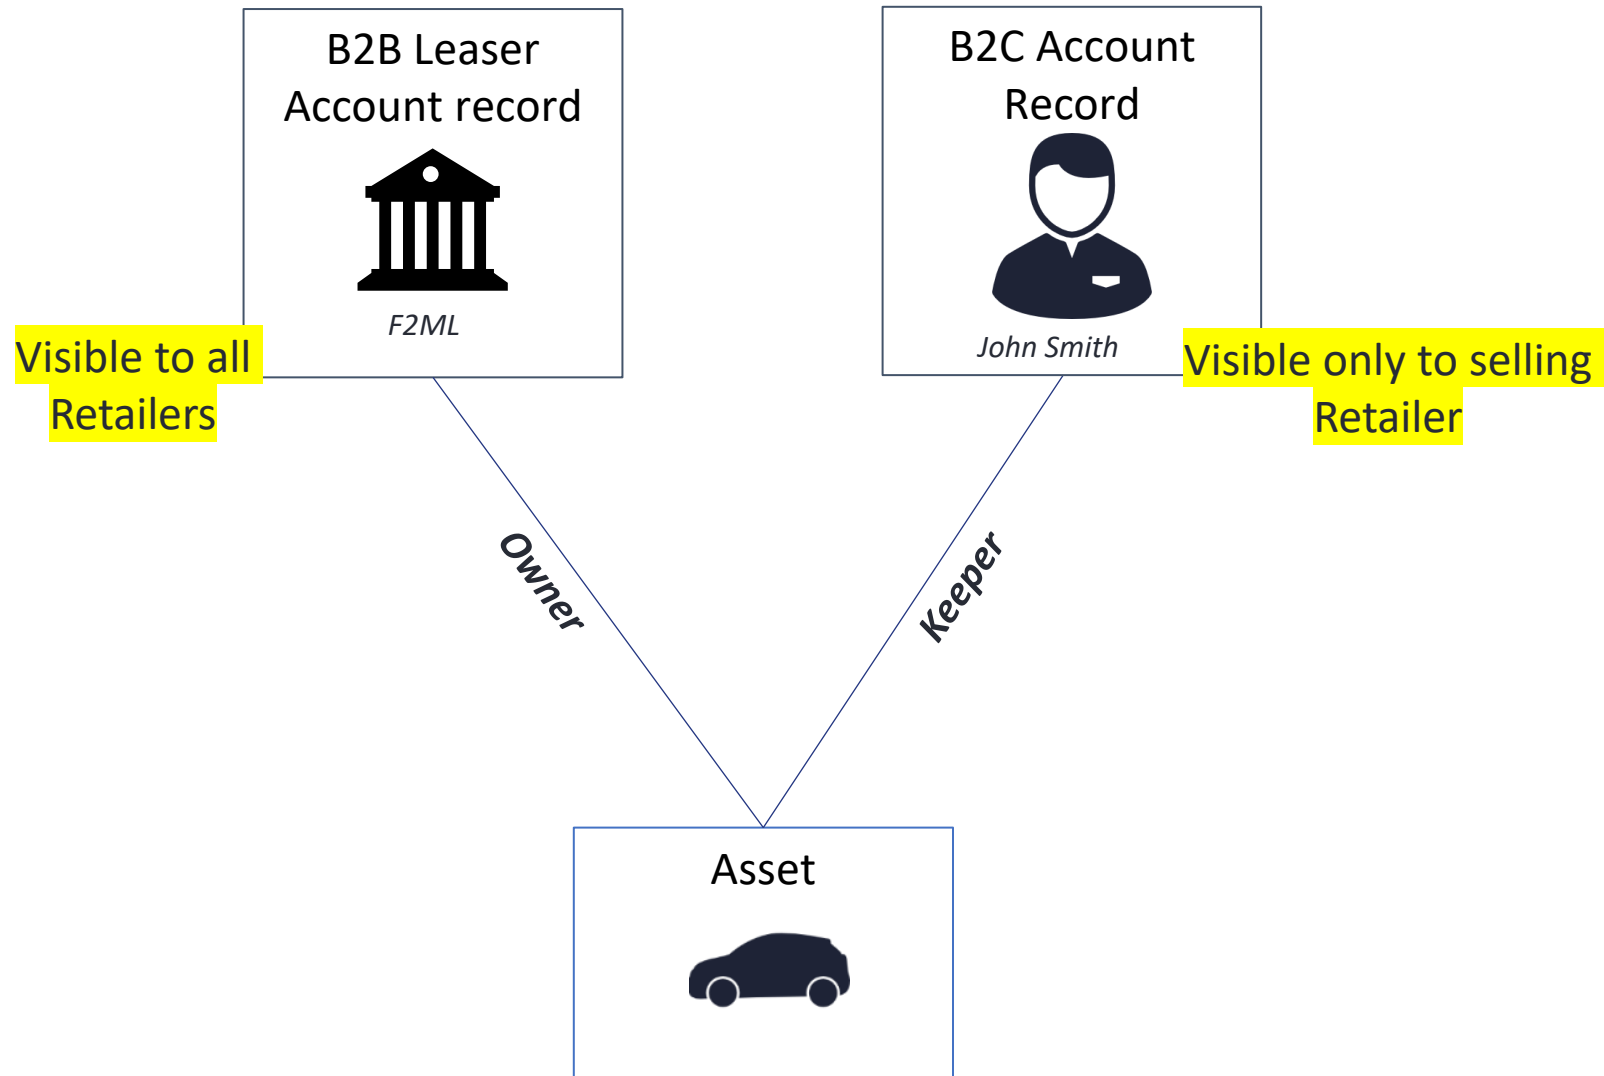 B2B Leaser
Account record
F2ML
Visible to all
Retailers
B2C Account
Record
John Smith
Visible only to selling
Retailer
Owner
Keeper
Asset